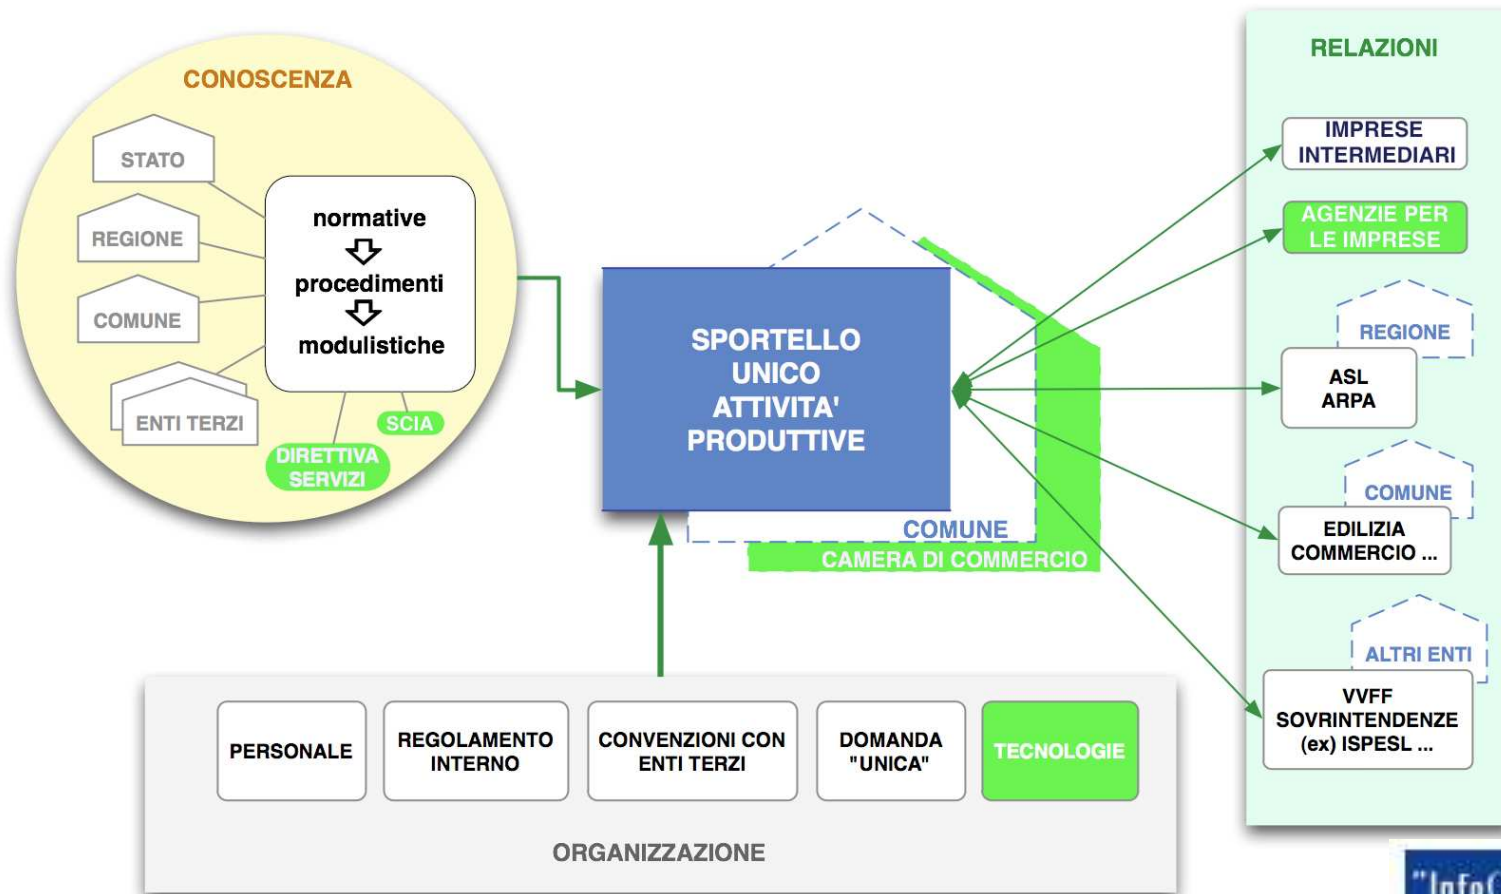 CONOSCENZA
STATO
REGIONE
COMUNE
ENTI TERZI
normative
procedimenti
modulistiche
SCIA
DIRETTIVA
SERVIZI
SPORTELLO
UNICO
ATTIVITA'
PRODUTTIVE
COMUNE
CAMERA DI COMMERCIO
RELAZIONI
IMPRESE
INTERMEDIARI
AGENZIE PER
LE IMPRESE
REGIONE
ASL
ARPA
COMUNE
EDILIZIA
COMMERCIO ...
ALTRI ENTI
VVFF
SOVRINTENDENZE
(ex) ISPESL ...
PERSONALE
REGOLAMENTO
INTERNO
CONVENZIONI CON
ENTI TERZI
DOMANDA
"UNICA"
TECNOLOGIE
ORGANIZZAZIONE